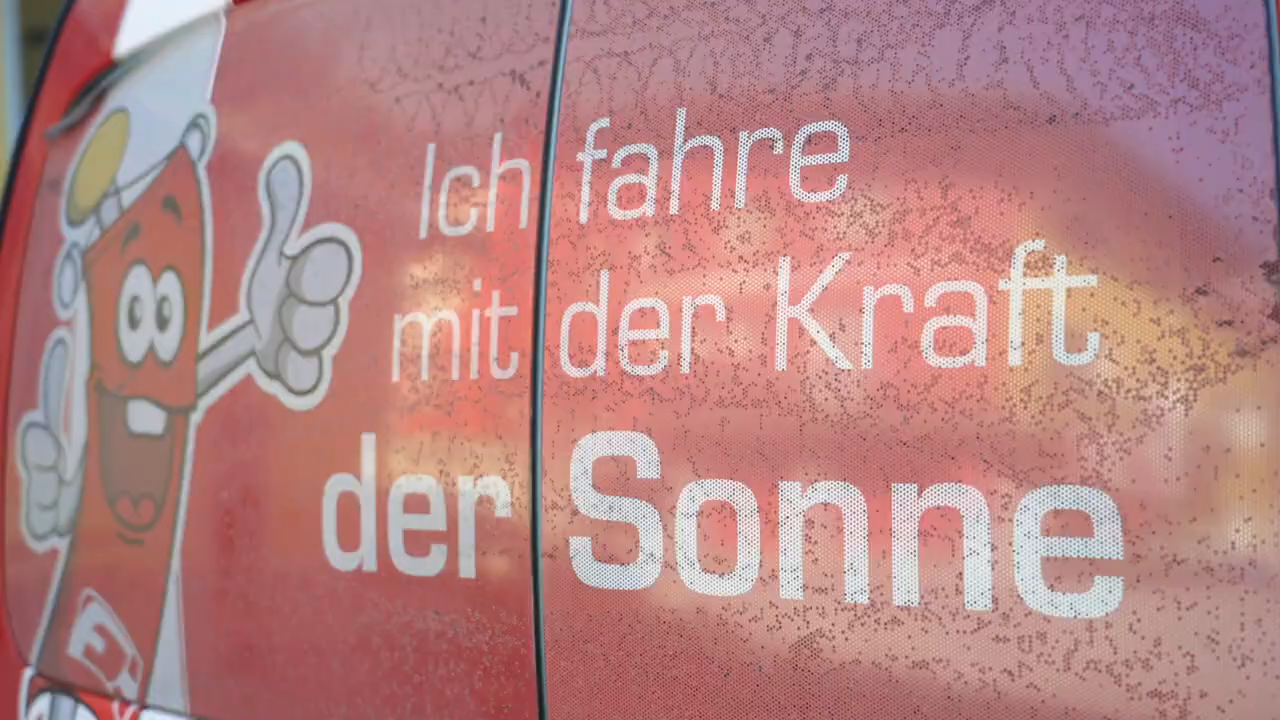 Ich fahre
mit der Kraft
der Sonne